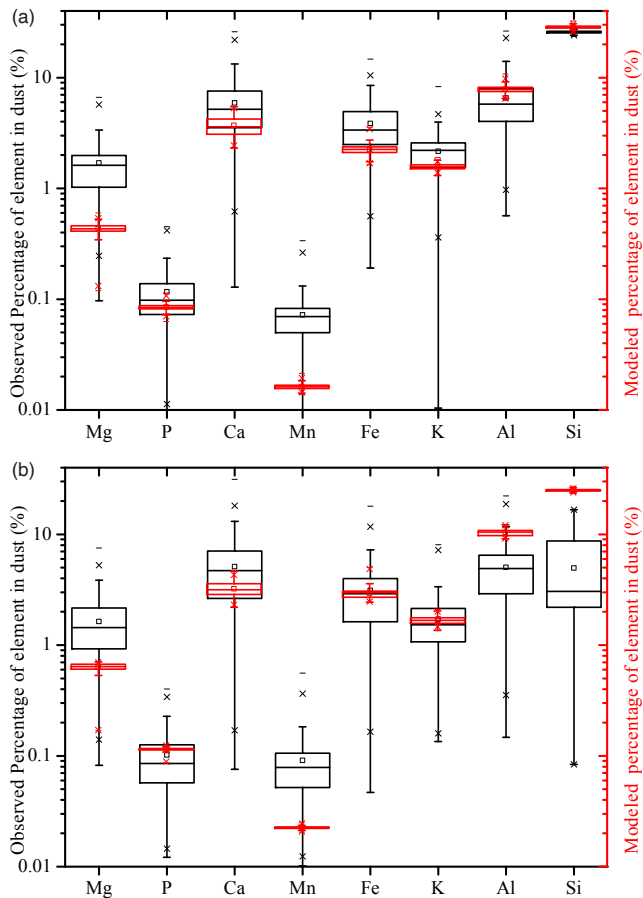 (a)
Observed Percentage of element in dust (%)
10
1
0.1
0.01
Mg P Ca Mn Fe K Al Si
Modeled percentage of element in dust (%)
(b)
Observed Percentage of element in dust (%)
10
1
0.1
0.01
Mg P Ca Mn Fe K Al Si
Modeled percentage of element in dust (%)